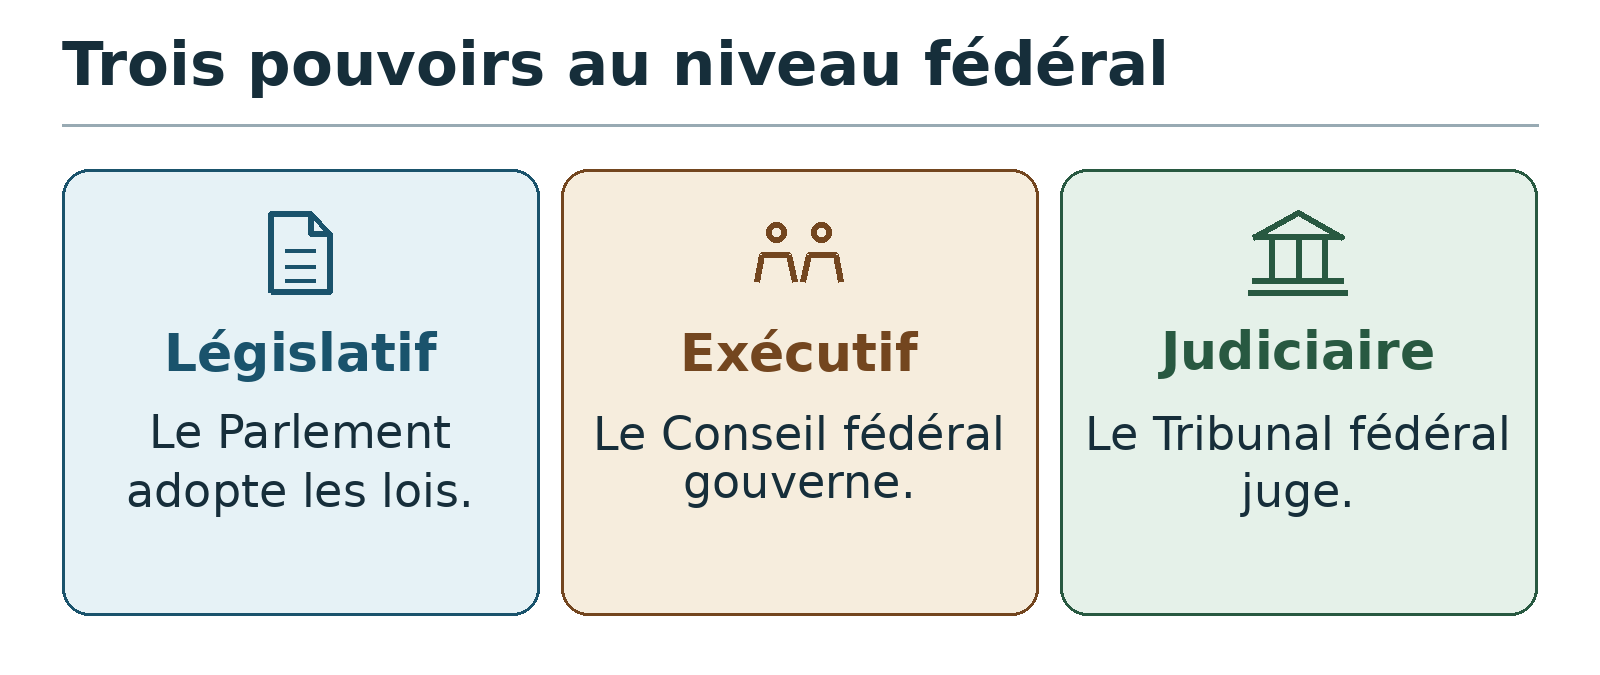 Trois pouvoirs au niveau fédéral
Législatif
Le Parlement
adopte les lois.
Exécutif
Le Conseil fédéral
gouverne.
Judiciaire
Le Tribunal fédéral
juge.